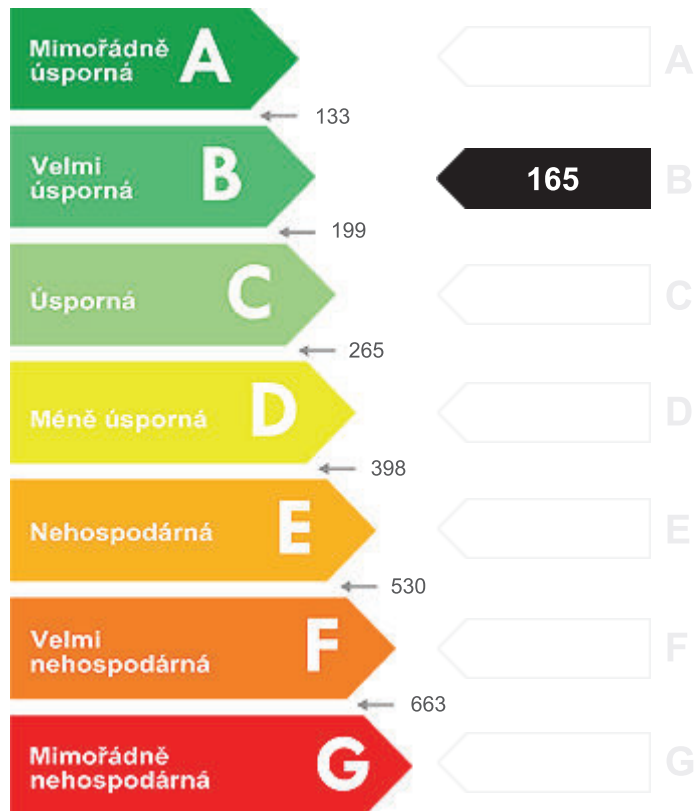 Mimořádně
úsporná
A
A
133
Velmi
úsporná
B
165
B
199
Úsporná
C
C
265
Méně úsporná
D
D
398
Nehospodárná
E
E
530
Velmi
nehospodárná
F
F
663
Mimořádně
nehospodárná
G
G